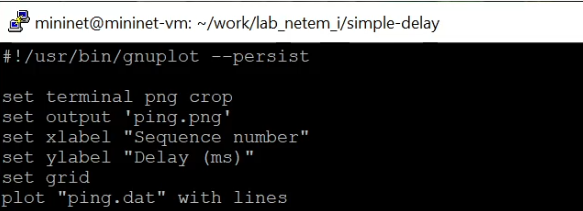 mininet@mininet-vm: ~/work/lab_netem_i/simple-delay
#!/usr/bin/gnuplot --persist
set terminal png crop
set output 'ping.png'
set xlabel "Sequence number"
set ylabel "Delay (ms)"
set grid
plot "ping.dat" with lines